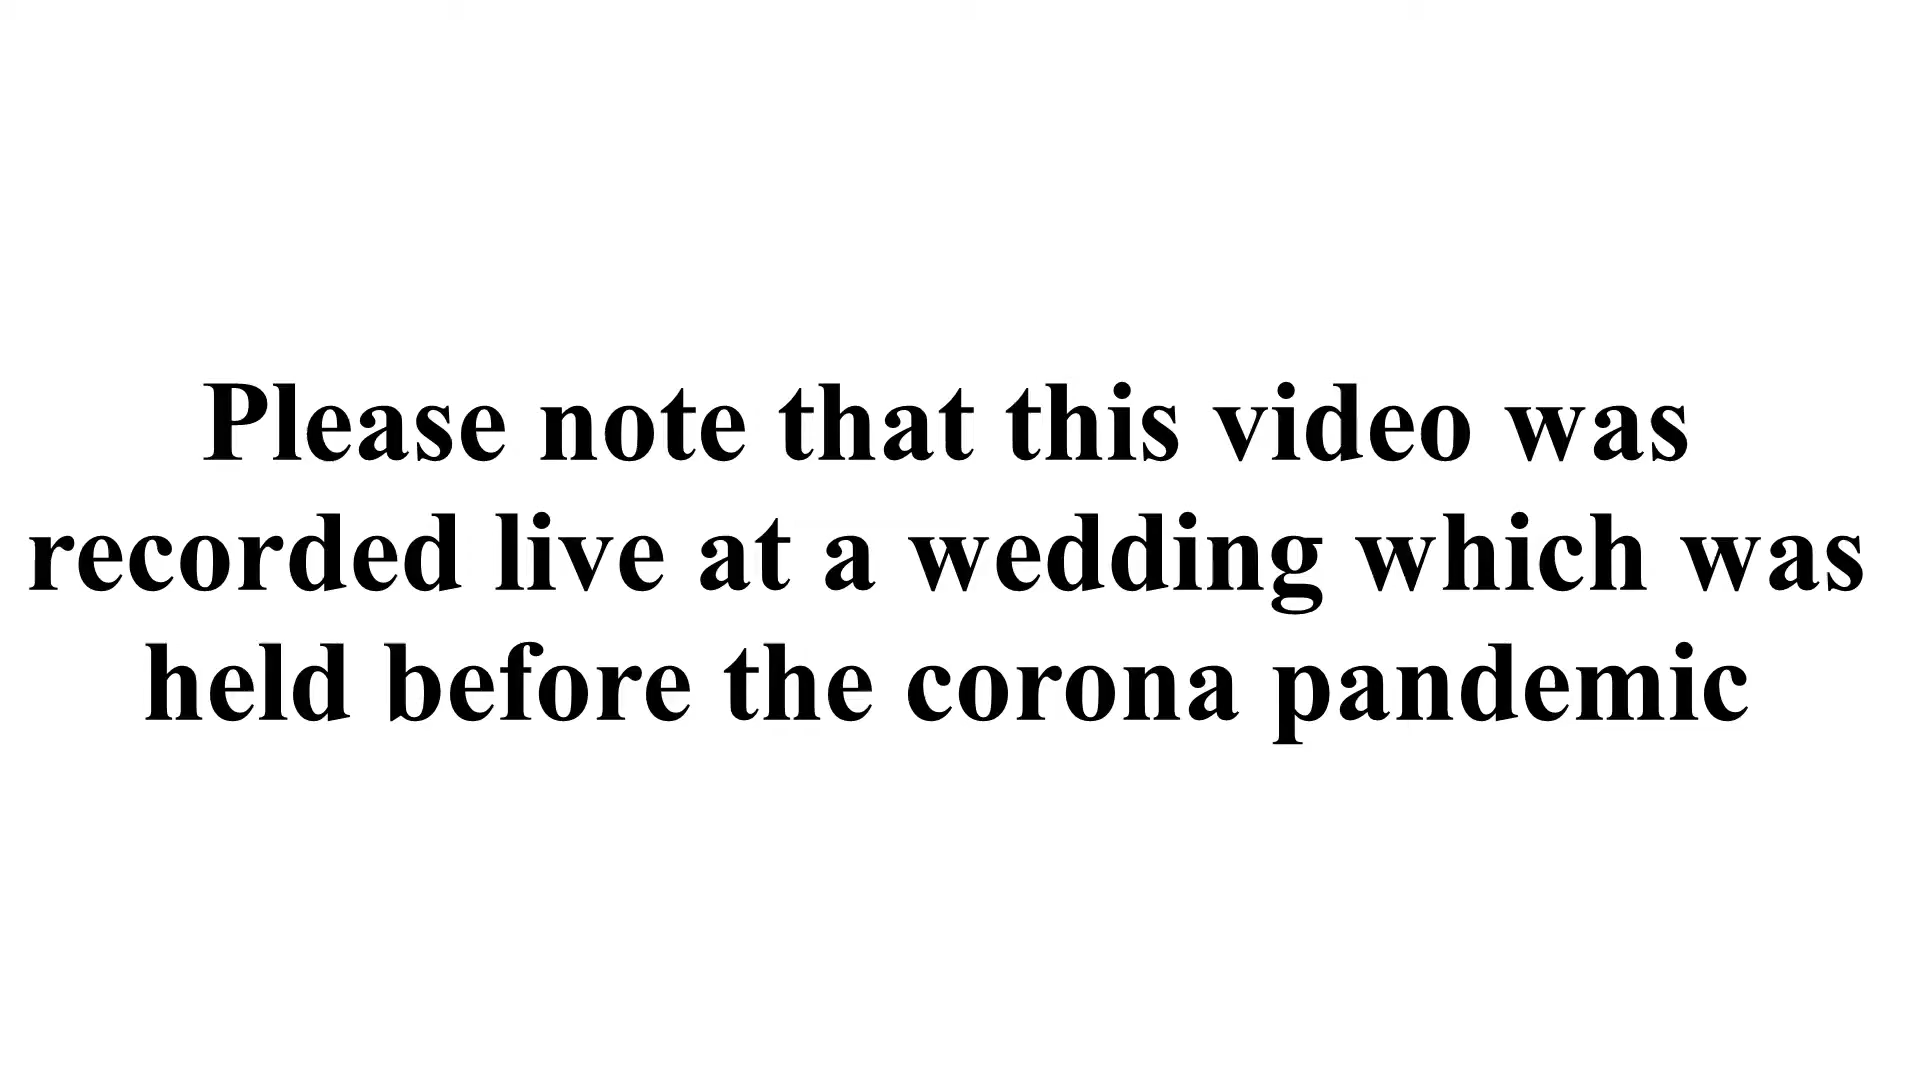 Please note that this video was
recorded live at a wedding which was
held before the corona pandemic